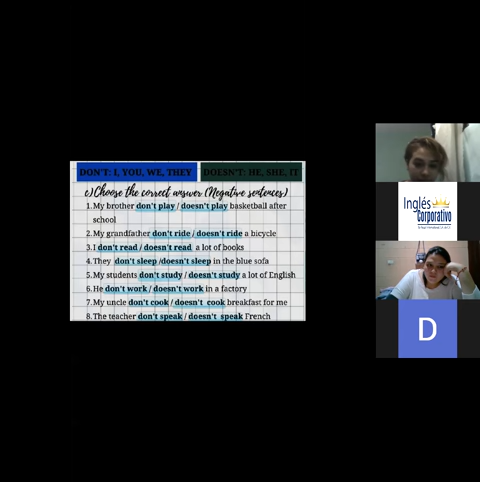 DON'T: I, YOU, WE, THEY DOESN'T: HE, SHE, IT
c)Choose the correct answer (Negative sentences)
1.My brother don't play / doesn't play basketball after
school
2.My grandfather don't ride / doesn't ride a bicycle
3.I don't read / doesn't read a lot of books
4.They don't sleep /doesn't sleep in the blue sofa
5.My students don't study / doesn't study a lot of English
6.He don't work / doesn't work in a factory
7.My uncle don't cook / doesn't cook breakfast for me
8.The teacher don't speak / doesn't speak French
Inglés
Corporativo
D